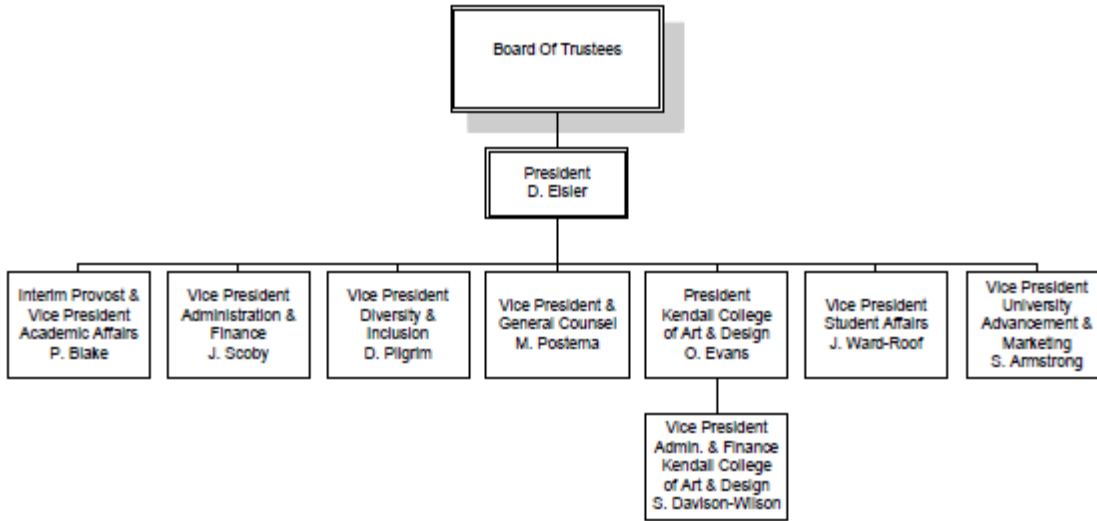 Board Of Trustees
President
D. Eisler
Interim Provost &
Vice President
Academic Affairs
P. Blake
Vice President
Administration &
Finance
J. Scoby
Vice President
Diversity &
Inclusion
D. Pilgrim
Vice President &
General Counsel
M. Postema
President
Kendall College
of Art & Design
O. Evans
Vice President
Student Affairs
J. Ward-Roof
Vice President
University
Advancement &
Marketing
S. Armstrong
Vice President
Admin. & Finance
Kendall College
of Art & Design
S. Davison-Wilson